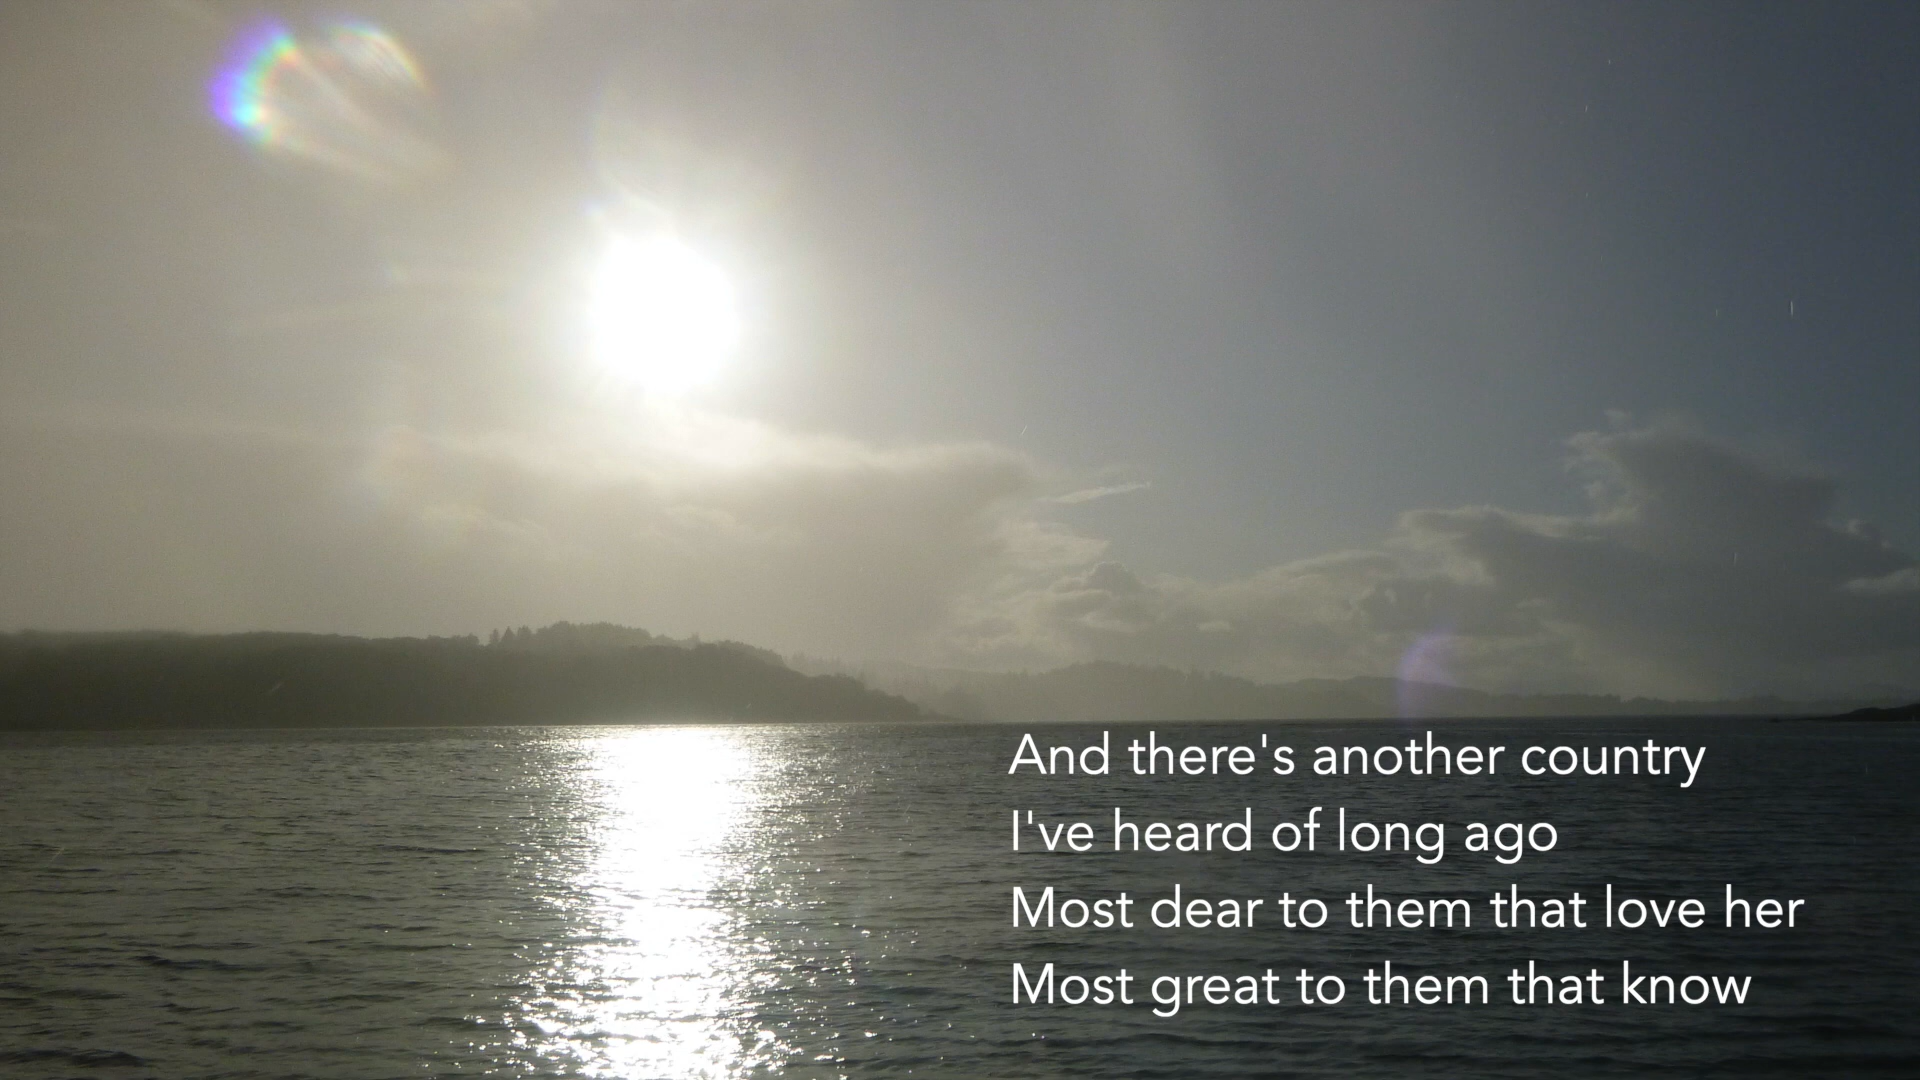 And there's another country
I've heard of long ago
Most dear to them that love her
Most great to them that know